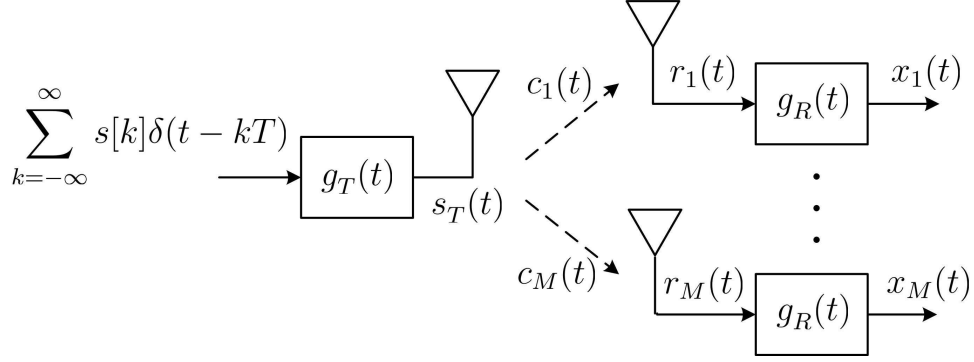 ∞
∑ s[k]δ(t − kT)
k=−∞
g_T(t)
s_T(t)
c_1(t)
r_1(t)
g_R(t)
x_1(t)
c_M(t)
r_M(t)
g_R(t)
x_M(t)